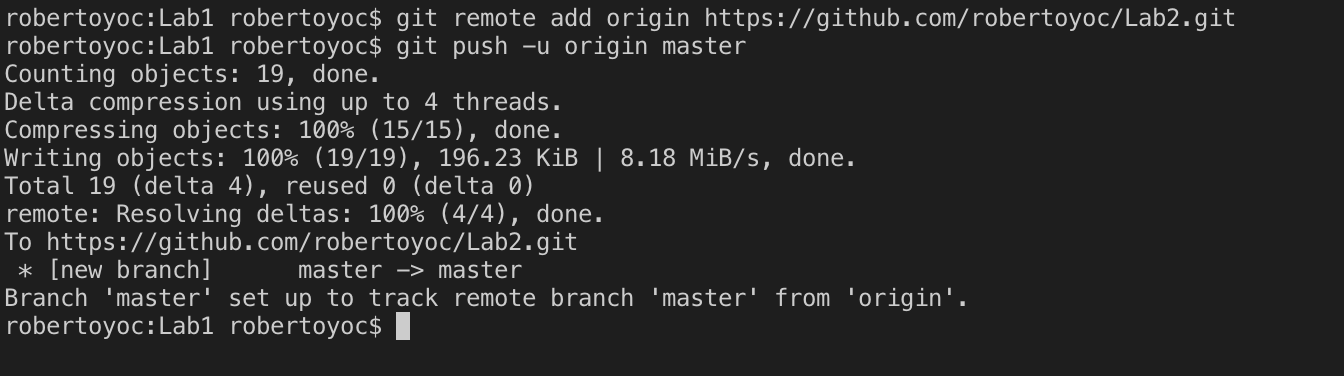 robertoyoc:Lab1 robertoyoc$ git remote add origin https://github.com/robertoyoc/Lab2.git
robertoyoc:Lab1 robertoyoc$ git push -u origin master
Counting objects: 19, done.
Delta compression using up to 4 threads.
Compressing objects: 100% (15/15), done.
Writing objects: 100% (19/19), 196.23 KiB | 8.18 MiB/s, done.
Total 19 (delta 4), reused 0 (delta 0)
remote: Resolving deltas: 100% (4/4), done.
To https://github.com/robertoyoc/Lab2.git
 * [new branch]      master -> master
Branch 'master' set up to track remote branch 'master' from 'origin'.
robertoyoc:Lab1 robertoyoc$